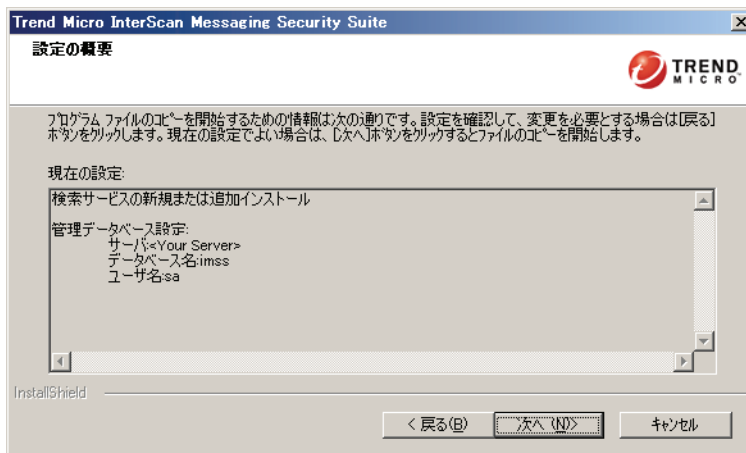 Trend Micro InterScan Messaging Security Suite
設定の概要
TREND
MICRO
プログラム ファイルのコピーを開始するための情報は次の通りです。設定を確認して、変更を必要とする場合は[戻る]
ボタンをクリックします。現在の設定でよい場合は、[次へ]ボタンをクリックするとファイルのコピーを開始します。
現在の設定:
検索サービスの新規または追加インストール
管理データベース設定:
サーバ:<Your Server>
データベース名:imss
ユーザ名:sa
InstallShield
< 戻る(B)
次へ (N)>
キャンセル